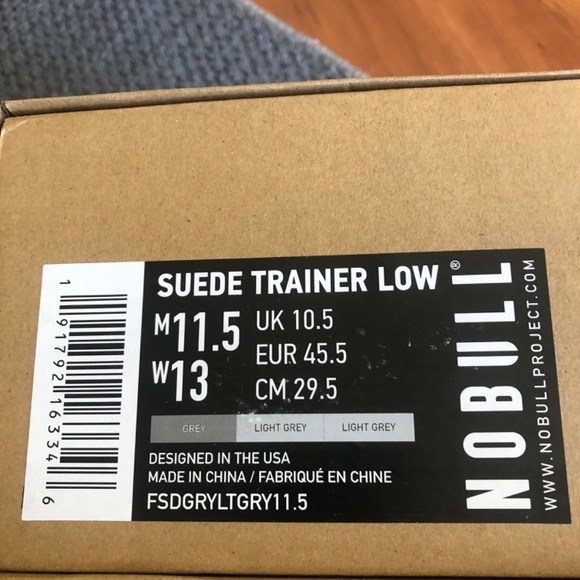 SUEDE TRAINER LOW
M11.5
W13
UK 10.5
EUR 45.5
CM 29.5
GREY LIGHT GREY LIGHT GREY
DESIGNED IN THE USA
MADE IN CHINA / FABRIQUÉ EN CHINE
FSDGRYLTGRY11.5
NOBULL®
WWW.NOBULLPROJECT.COM
1 91792 16334 6